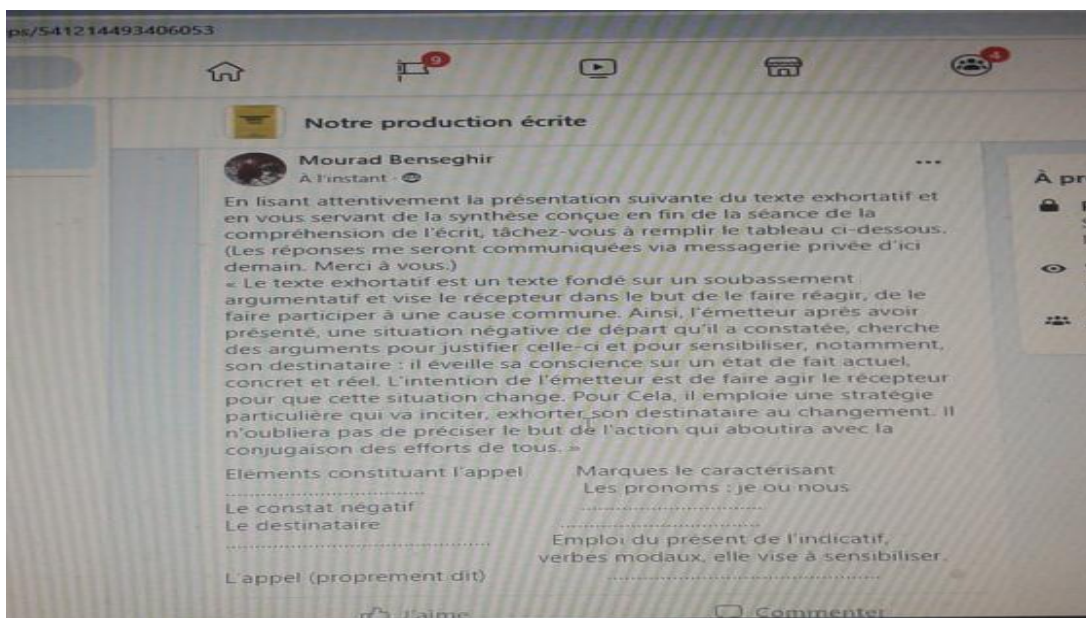 ps/541214493406053
9
4
Notre production écrite
Mourad Benseghir
À l'instant
En lisant attentivement la présentation suivante du texte exhortatif et
en vous servant de la synthèse conçue en fin de la séance de la
compréhension de l'écrit, tâchez-vous à remplir le tableau ci-dessous.
(Les réponses me seront communiquées via messagerie privée d'ici
demain. Merci à vous.)
« Le texte exhortatif est un texte fondé sur un soubassement
argumentatif et vise le récepteur dans le but de le faire réagir, de le
faire participer à une cause commune. Ainsi, l'émetteur après avoir
présenté, une situation négative de départ qu'il a constatée, cherche
des arguments pour justifier celle-ci et pour sensibiliser, notamment,
son destinataire : il éveille sa conscience sur un état de fait actuel,
concret et réel. L'intention de l'émetteur est de faire agir le récepteur
pour que cette situation change. Pour Cela, il emploie une stratégie
particulière qui va inciter, exhorter son destinataire au changement. Il
n'oubliera pas de préciser le but de l'action qui aboutira avec la
conjugaison des efforts de tous. »
Eléments constituant l'appel Marques le caractérisant
.................................. Les pronoms : je ou nous
Le constat négatif ..............................
Le destinataire ..............................
.......................................... Emploi du présent de l'indicatif,
verbes modaux, elle vise à sensibiliser.
L'appel (proprement dit) ..........................................
J'aime Commenter
À pr